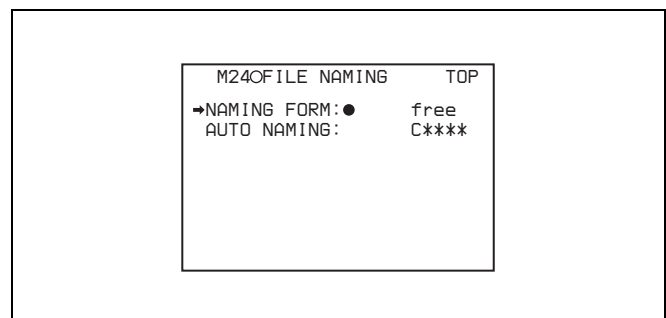 M24○FILE NAMING TOP
➡NAMING FORM:● free
AUTO NAMING: C****